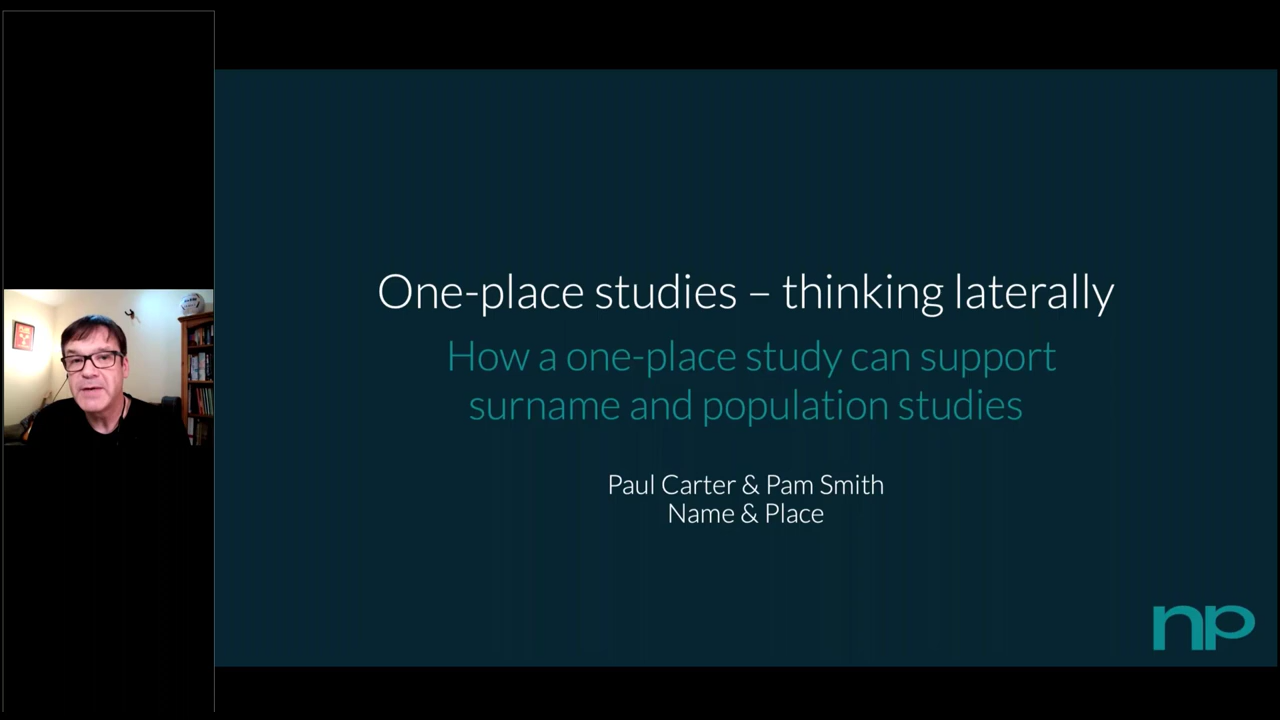 One-place studies – thinking laterally
How a one-place study can support
surname and population studies
Paul Carter & Pam Smith
Name & Place
np